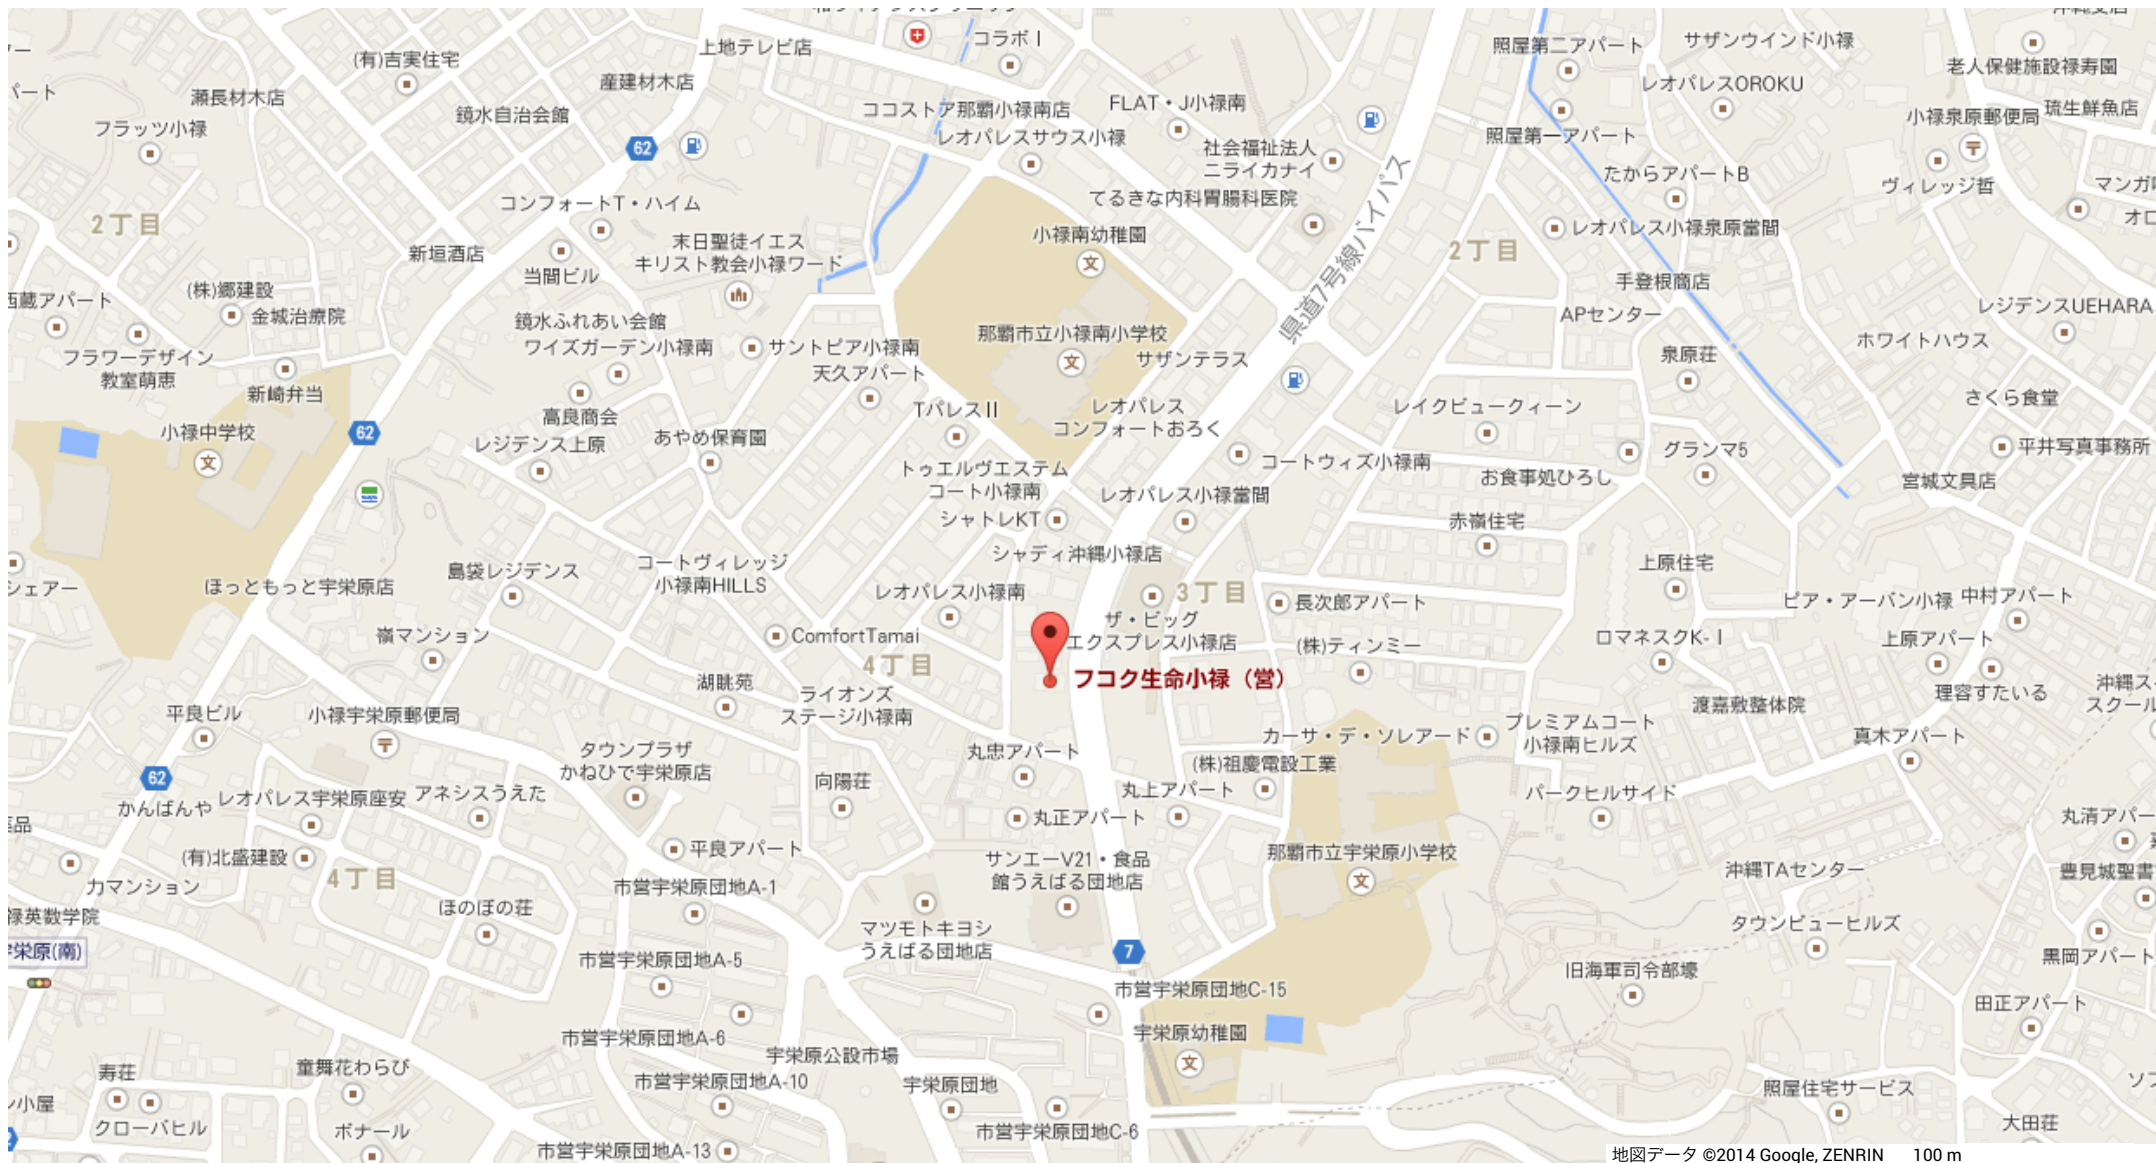 コラボⅠ
上地テレビ店
(有)吉実住宅
産建材木店
瀬長材木店
鏡水自治会館
フラッツ小禄
62
ココストア那覇小禄南店
レオパレスサウス小禄
FLAT・J小禄南
社会福祉法人
ニライカナイ
てるきな内科胃腸科医院
照屋第二アパート
サザンウインド小禄
老人保健施設禄寿園
レオパレスOROKU
小禄泉原郵便局
琉生鮮魚店
照屋第一アパート
たからアパートB
ヴィレッジ哲
県道7号線バイパス
2丁目
コンフォートT・ハイム
新垣酒店
当間ビル
末日聖徒イエス
キリスト教会小禄ワード
小禄南幼稚園
2丁目
レオパレス小禄泉原當間
手登根商店
APセンター
レジデンスUEHARA
西蔵アパート
(株)郷建設
金城治療院
フラワーデザイン
教室萌恵
新崎弁当
鏡水ふれあい会館
ワイズガーデン小禄南
サントピア小禄南
天久アパート
那覇市立小禄南小学校
サザンテラス
泉原荘
ホワイトハウス
小禄中学校
62
高良商会
レジデンス上原
あやめ保育園
TパレスⅡ
レオパレス
コンフォートおろく
レイクビュークィーン
さくら食堂
平井写真事務所
グランマ5
コートウィズ小禄南
お食事処ひろし
宮城文具店
トゥエルヴエステム
コート小禄南
レオパレス小禄當間
シャトレKT
赤嶺住宅
シャディ沖縄小禄店
3丁目
上原住宅
シェアー
ほっともっと宇栄原店
島袋レジデンス
コートヴィレッジ
小禄南HILLS
レオパレス小禄南
長次郎アパート
ピア・アーバン小禄
中村アパート
ザ・ビッグ
エクスプレス小禄店
嶺マンション
ComfortTamai
4丁目
(株)ティンミー
ロマネスクK-Ⅰ
上原アパート
フコク生命小禄（営）
湖眺苑
ライオンズ
ステージ小禄南
理容すたいる
渡嘉敷整体院
平良ビル
小禄宇栄原郵便局
カーサ・デ・ソレアード
プレミアムコート
小禄南ヒルズ
真木アパート
タウンプラザ
かねひで宇栄原店
丸忠アパート
(株)祖慶電設工業
62
向陽荘
丸上アパート
パークヒルサイド
かんばんや
レオパレス宇栄原座安
アネシスうえた
丸正アパート
平良アパート
(有)北盛建設
4丁目
サンエーV21・食品
館うえばる団地店
那覇市立宇栄原小学校
沖縄TAセンター
力マンション
市営宇栄原団地A-1
ほのぼの荘
タウンビューヒルズ
マツモトキヨシ
うえばる団地店
7
黒岡アパート
市営宇栄原団地A-5
旧海軍司令部壕
市営宇栄原団地C-15
田正アパート
宇栄原幼稚園
市営宇栄原団地A-6
宇栄原公設市場
童舞花わらび
寿荘
市営宇栄原団地A-10
宇栄原団地
照屋住宅サービス
クローバヒル
ボナール
市営宇栄原団地C-6
大田荘
市営宇栄原団地A-13
地図データ ©2014 Google, ZENRIN 100 m